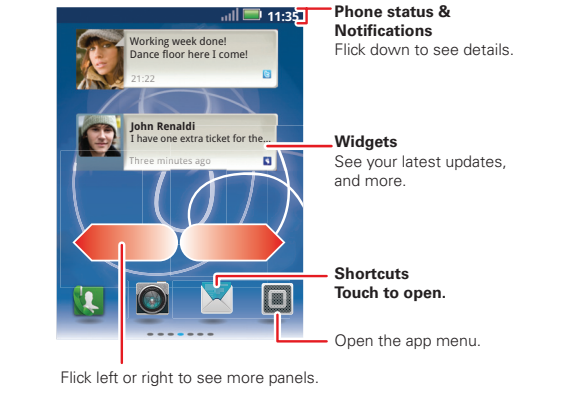 11:35
Phone status &
Notifications
Flick down to see details.
Working week done!
Dance floor here I come!
21:22
John Renaldi
I have one extra ticket for the...
Three minutes ago
Widgets
See your latest updates,
and more.
Shortcuts
Touch to open.
Open the app menu.
Flick left or right to see more panels.